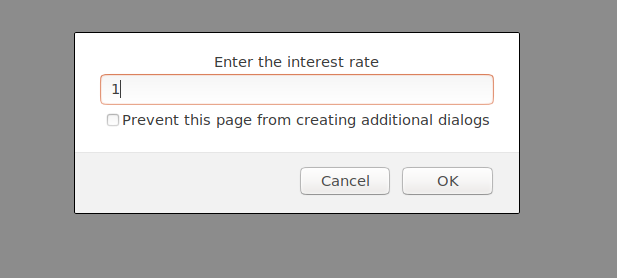 Enter the interest rate
1
Prevent this page from creating additional dialogs
Cancel OK